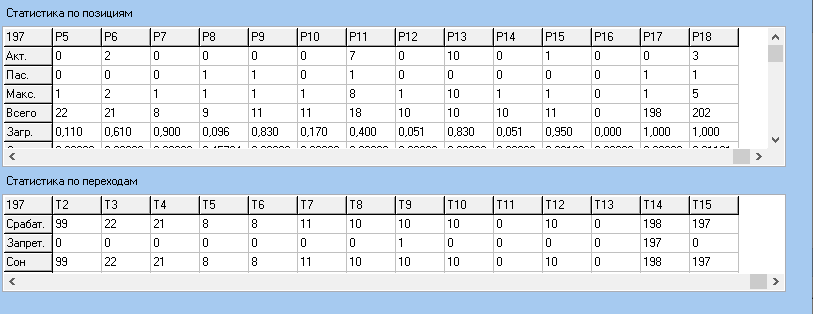 Статистика по позициям
197 P5 P6 P7 P8 P9 P10 P11 P12 P13 P14 P15 P16 P17 P18
Акт. 0 2 0 0 0 0 7 0 10 0 1 0 0 3
Пас. 0 0 0 1 1 0 1 0 0 0 0 0 1 1
Макс. 1 2 1 1 1 1 8 1 10 1 1 0 1 5
Всего 22 21 8 9 11 11 18 10 10 10 11 0 198 202
Загр. 0,110 0,610 0,900 0,096 0,830 0,170 0,400 0,051 0,830 0,051 0,950 0,000 1,000 1,000
Статистика по переходам
197 T2 T3 T4 T5 T6 T7 T8 T9 T10 T11 T12 T13 T14 T15
Срабат. 99 22 21 8 8 11 10 10 10 0 10 0 198 197
Запрет. 0 0 0 0 0 0 0 1 0 0 0 0 197 0
Сон 99 22 21 8 8 11 10 10 10 0 10 0 198 197